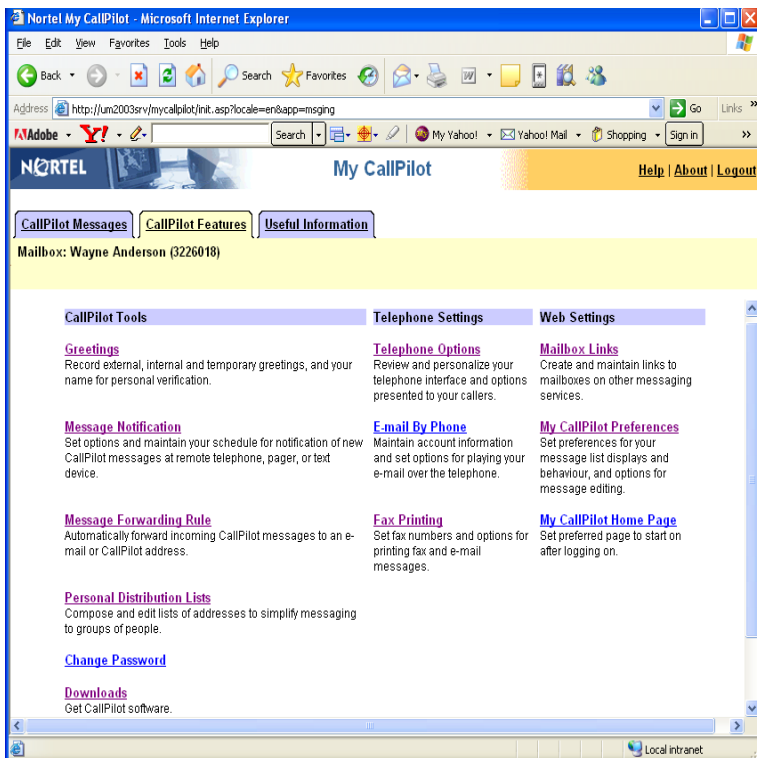 Nortel My CallPilot - Microsoft Internet Explorer
File Edit View Favorites Tools Help
Back Search Favorites
Address http://um2003srv/mycallpilot/init.asp?locale=en&app=msging Go Links »
Adobe Y! Search My Yahoo! Yahoo! Mail Shopping Sign in »
NORTEL My CallPilot Help | About | Logout
CallPilot Messages CallPilot Features Useful Information
Mailbox: Wayne Anderson (3226018)
CallPilot Tools
Greetings
Record external, internal and temporary greetings, and your
name for personal verification.
Message Notification
Set options and maintain your schedule for notification of new
CallPilot messages at remote telephone, pager, or text
device.
Message Forwarding Rule
Automatically forward incoming CallPilot messages to an e-
mail or CallPilot address.
Personal Distribution Lists
Compose and edit lists of addresses to simplify messaging
to groups of people.
Change Password
Downloads
Get CallPilot software.
Telephone Settings
Telephone Options
Review and personalize your
telephone interface and options
presented to your callers.
E-mail By Phone
Maintain account information
and set options for playing your
e-mail over the telephone.
Fax Printing
Set fax numbers and options for
printing fax and e-mail
messages.
Web Settings
Mailbox Links
Create and maintain links to
mailboxes on other messaging
services.
My CallPilot Preferences
Set preferences for your
message list displays and
behaviour, and options for
message editing.
My CallPilot Home Page
Set preferred page to start on
after logging on.
Local intranet